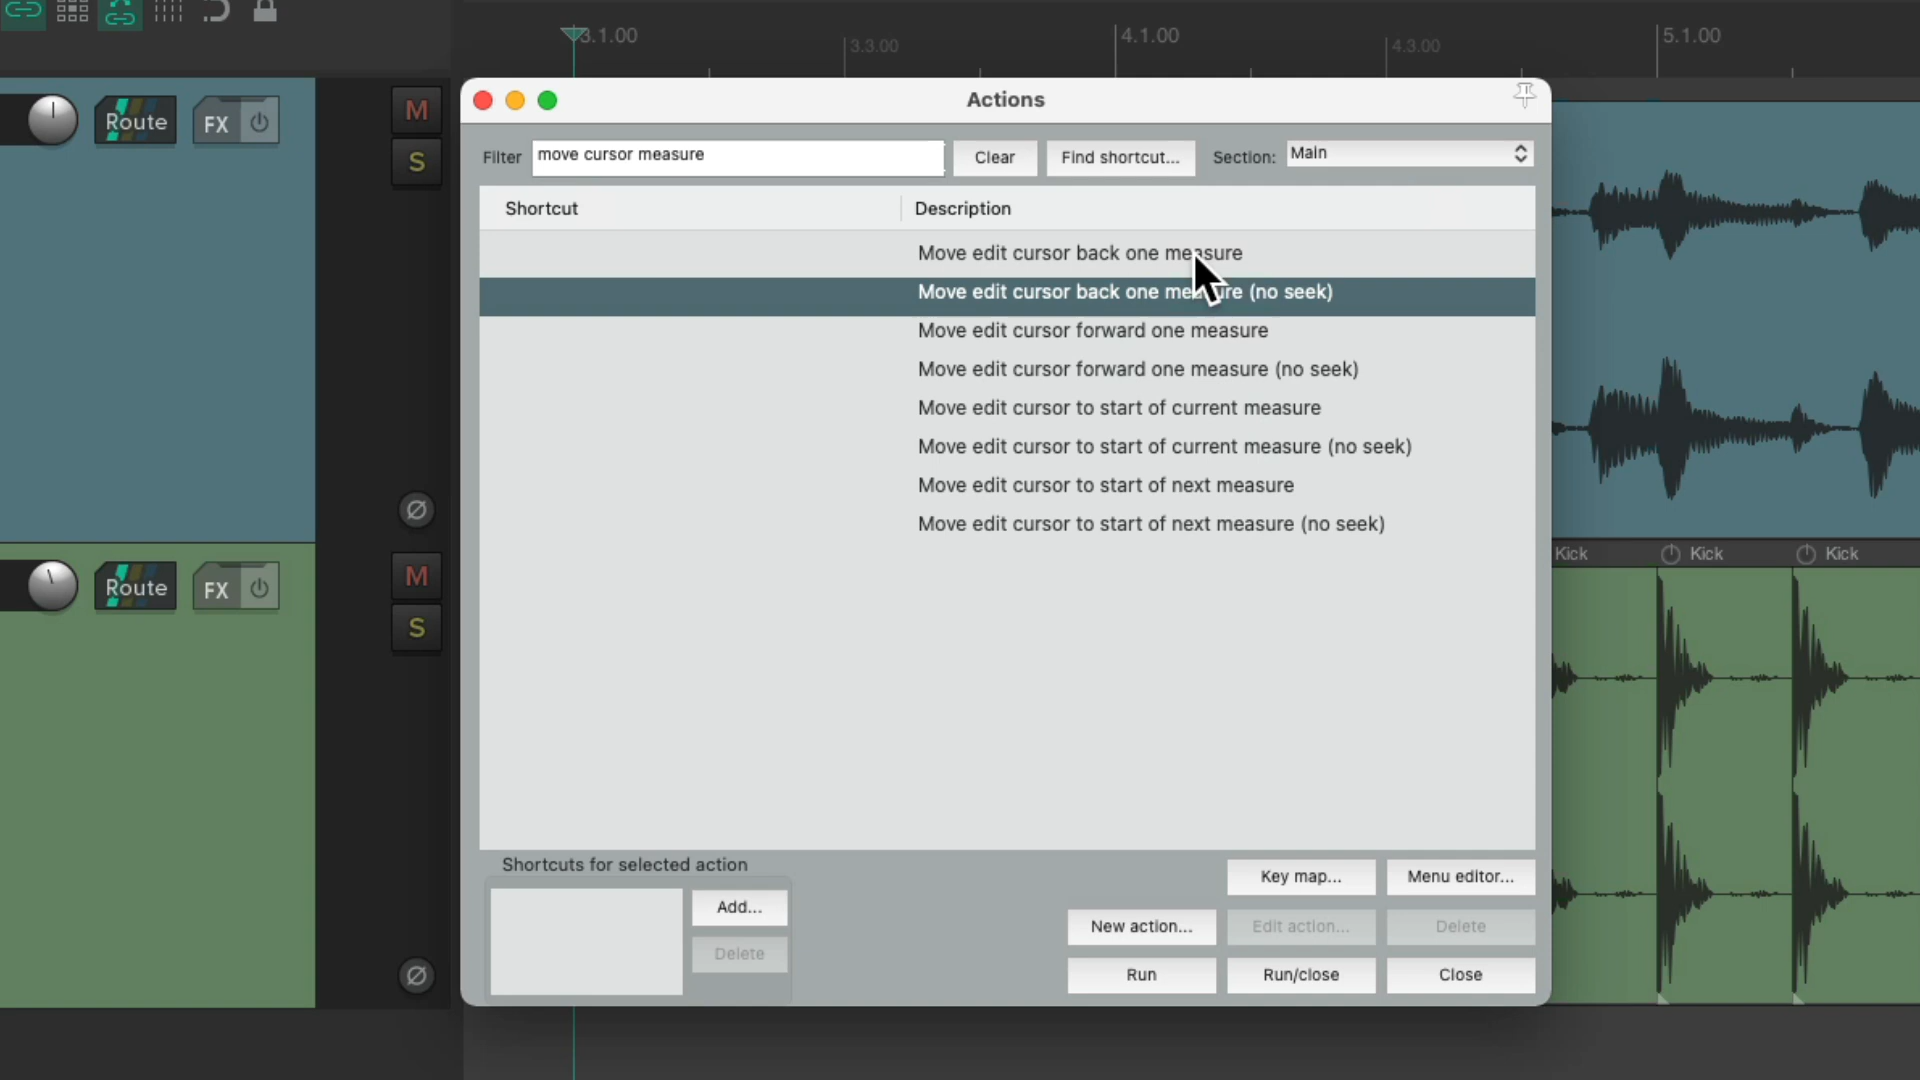 3.1.00
3.3.00
4.1.00
4.3.00
5.1.00
Actions
Route
FX
M
S
Filter
move cursor measure
Clear
Find shortcut...
Section:
Main
Shortcut
Description
Move edit cursor back one measure
Move edit cursor back one measure (no seek)
Move edit cursor forward one measure
Move edit cursor forward one measure (no seek)
Move edit cursor to start of current measure
Move edit cursor to start of current measure (no seek)
Move edit cursor to start of next measure
Move edit cursor to start of next measure (no seek)
Kick
Kick
Kick
Route
FX
M
S
Shortcuts for selected action
Add...
Delete
Key map...
Menu editor...
New action...
Edit action...
Delete
Run
Run/close
Close